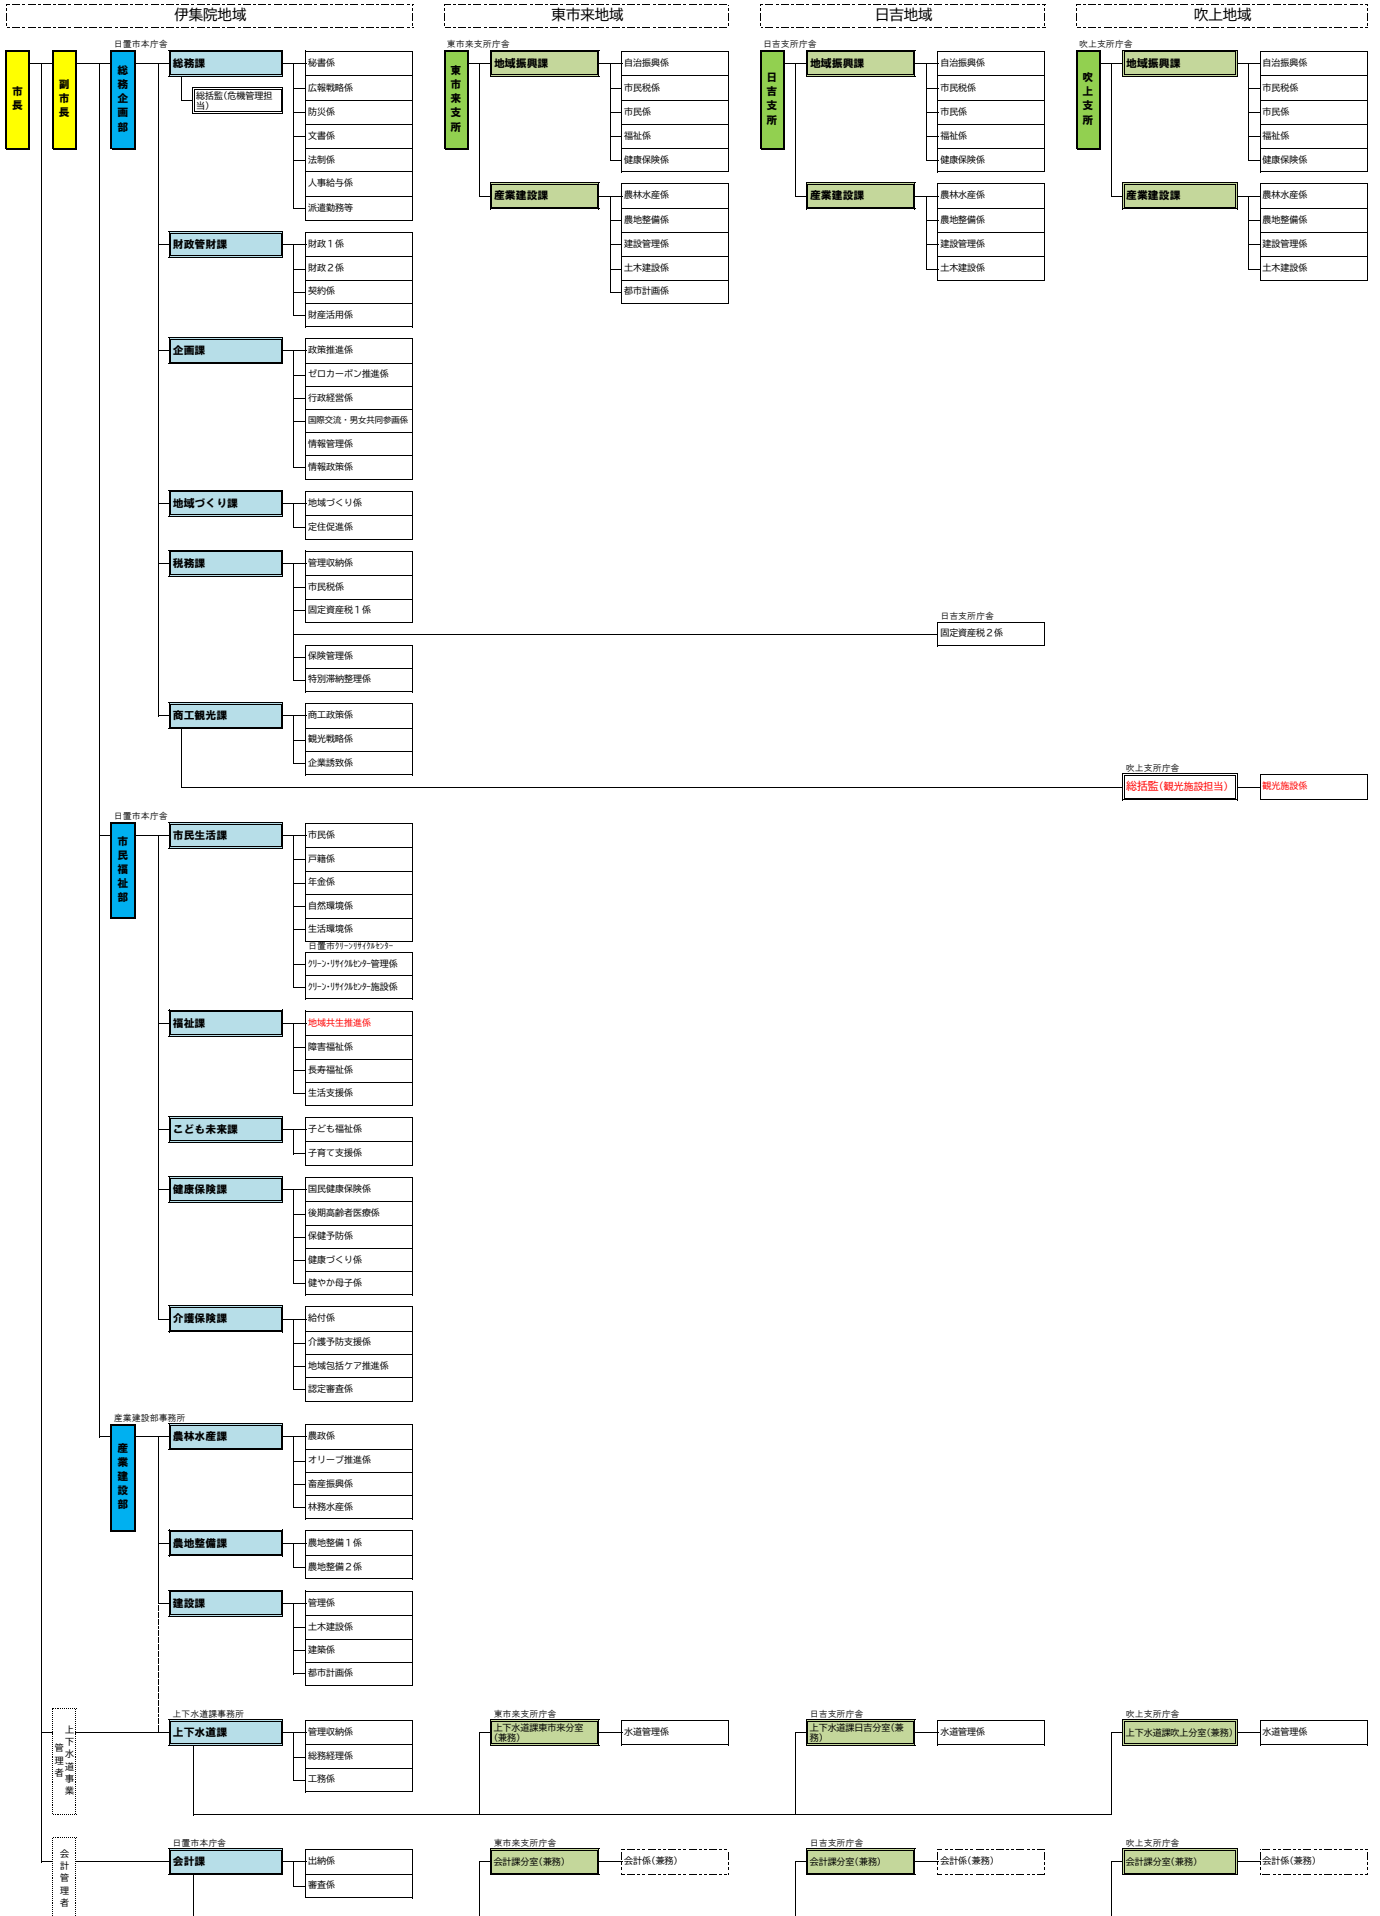 伊集院地域
東市来地域
日吉地域
吹上地域
日置市本庁舎
東市来支所庁舎
日吉支所庁舎
吹上支所庁舎
市長
副市長
総務企画部
総務課
総括監(危機管理担
当)
秘書係
広報戦略係
防災係
文書係
法制係
人事給与係
派遣勤務等
東市来支所
地域振興課
自治振興係
市民税係
市民係
福祉係
健康保険係
産業建設課
農林水産係
農地整備係
建設管理係
土木建設係
都市計画係
日吉支所
地域振興課
自治振興係
市民税係
市民係
福祉係
健康保険係
産業建設課
農林水産係
農地整備係
建設管理係
土木建設係
吹上支所
地域振興課
自治振興係
市民税係
市民係
福祉係
健康保険係
産業建設課
農林水産係
農地整備係
建設管理係
土木建設係
財政管財課
財政1係
財政2係
契約係
財産活用係
企画課
政策推進係
ゼロカーボン推進係
行政経営係
国際交流・男女共同参画係
情報管理係
情報政策係
地域づくり課
地域づくり係
定住促進係
税務課
管理収納係
市民税係
固定資産税1係
日吉支所庁舎
固定資産税2係
保険管理係
特別滞納整理係
商工観光課
商工政策係
観光戦略係
企業誘致係
吹上支所庁舎
総括監(観光施設担当)
観光施設係
日置市本庁舎
市民福祉部
市民生活課
市民係
戸籍係
年金係
自然環境係
生活環境係
日置市クリーンリサイクルセンター
クリーン・リサイクルセンター管理係
クリーン・リサイクルセンター施設係
福祉課
地域共生推進係
障害福祉係
長寿福祉係
生活支援係
こども未来課
子ども福祉係
子育て支援係
健康保険課
国民健康保険係
後期高齢者医療係
保健予防係
健康づくり係
健やか母子係
介護保険課
給付係
介護予防支援係
地域包括ケア推進係
認定審査係
産業建設部事務所
産業建設部
農林水産課
農政係
オリーブ推進係
畜産振興係
林務水産係
農地整備課
農地整備1係
農地整備2係
建設課
管理係
土木建設係
建築係
都市計画係
上下水道事業
管理者
上下水道課事務所
上下水道課
管理収納係
総務経理係
工務係
東市来支所庁舎
上下水道課東市来分室
(兼務)
水道管理係
日吉支所庁舎
上下水道課日吉分室(兼
務)
水道管理係
吹上支所庁舎
上下水道課吹上分室(兼務)
水道管理係
会計管理者
日置市本庁舎
会計課
出納係
審査係
東市来支所庁舎
会計課分室(兼務)
会計係(兼務)
日吉支所庁舎
会計課分室(兼務)
会計係(兼務)
吹上支所庁舎
会計課分室(兼務)
会計係(兼務)